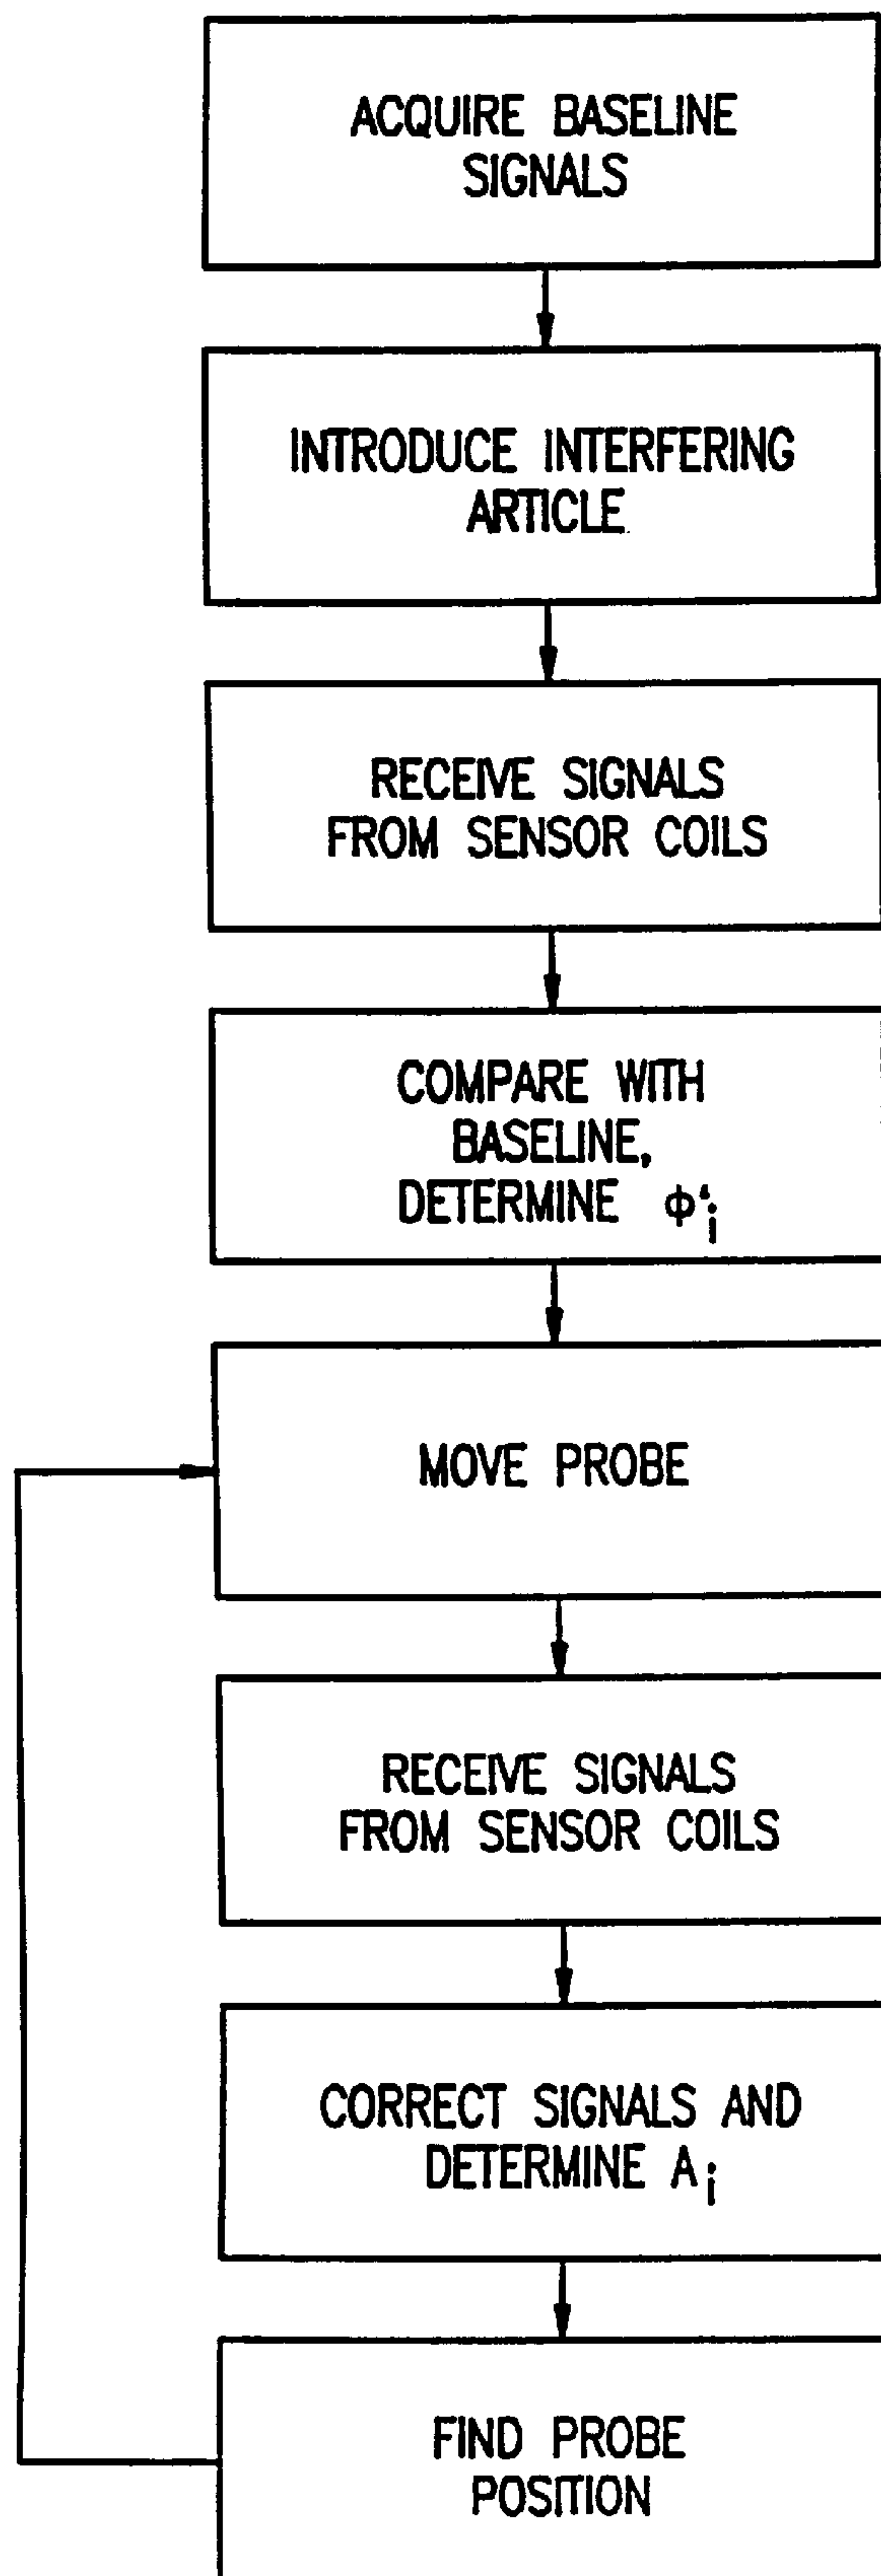 ACQUIRE BASELINE
SIGNALS
INTRODUCE INTERFERING
ARTICLE
RECEIVE SIGNALS
FROM SENSOR COILS
COMPARE WITH
BASELINE,
DETERMINE ϕ'i
MOVE PROBE
RECEIVE SIGNALS
FROM SENSOR COILS
CORRECT SIGNALS AND
DETERMINE Ai
FIND PROBE
POSITION